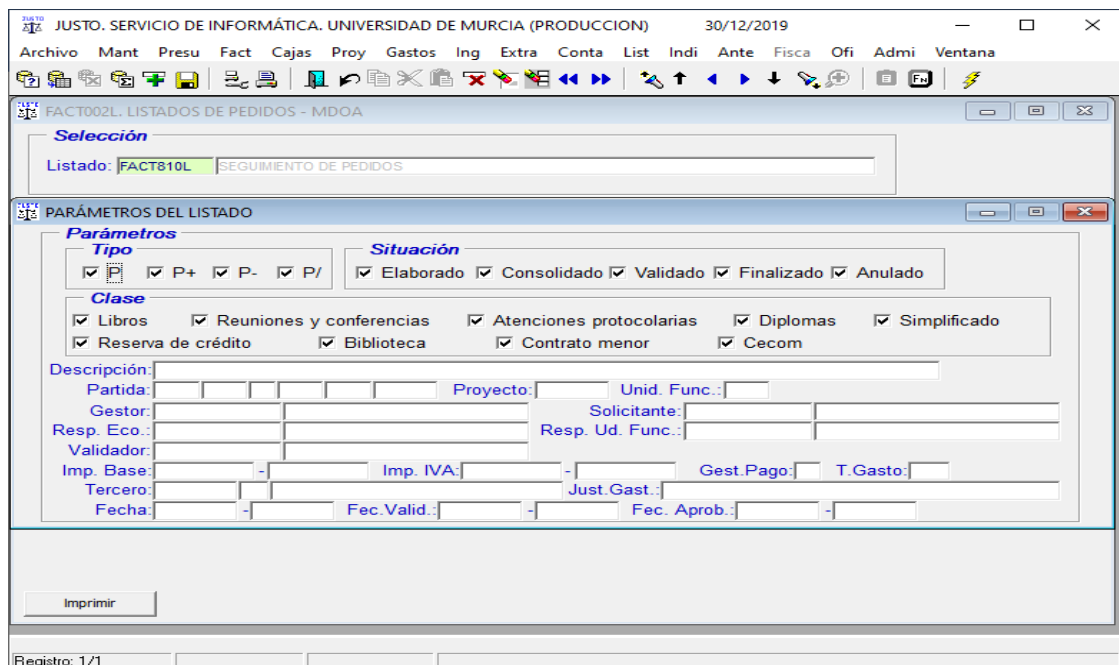 JUSTO. SERVICIO DE INFORMÁTICA. UNIVERSIDAD DE MURCIA (PRODUCCION) 30/12/2019
Archivo Mant Presu Fact Cajas Proy Gastos Ing Extra Conta List Indi Ante Fisca Ofi Admi Ventana
FACT002L. LISTADOS DE PEDIDOS - MDOA
Selección
Listado: FACT810L SEGUIMIENTO DE PEDIDOS
PARÁMETROS DEL LISTADO
Parámetros
Tipo Situación
P P+ P- P/ Elaborado Consolidado Validado Finalizado Anulado
Clase
Libros Reuniones y conferencias Atenciones protocolarias Diplomas Simplificado
Reserva de crédito Biblioteca Contrato menor Cecom
Descripción:
Partida: Proyecto: Unid. Func.:
Gestor: Solicitante:
Resp. Eco.: Resp. Ud. Func.:
Validador:
Imp. Base: - Imp. IVA: - Gest.Pago: T.Gasto:
Tercero: Just.Gast.:
Fecha: - Fec.Valid.: - Fec. Aprob.: -
Imprimir
Registro: 1/1